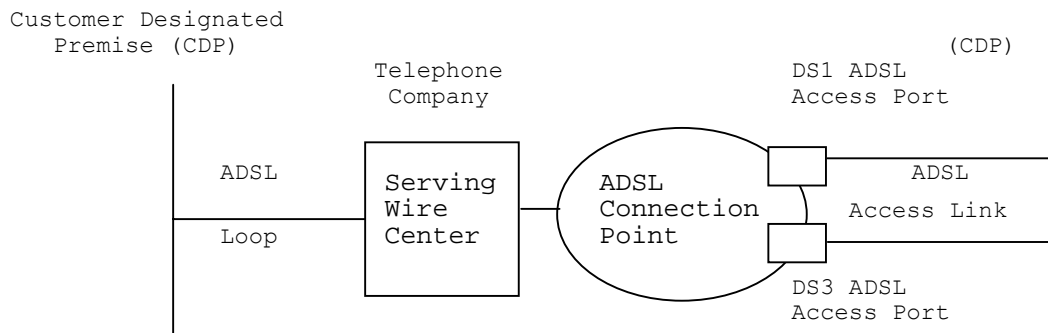 Customer Designated
Premise (CDP)
(CDP)
Telephone
Company
DS1 ADSL
Access Port
ADSL
Loop
Serving
Wire
Center
ADSL
Connection
Point
ADSL
Access Link
DS3 ADSL
Access Port